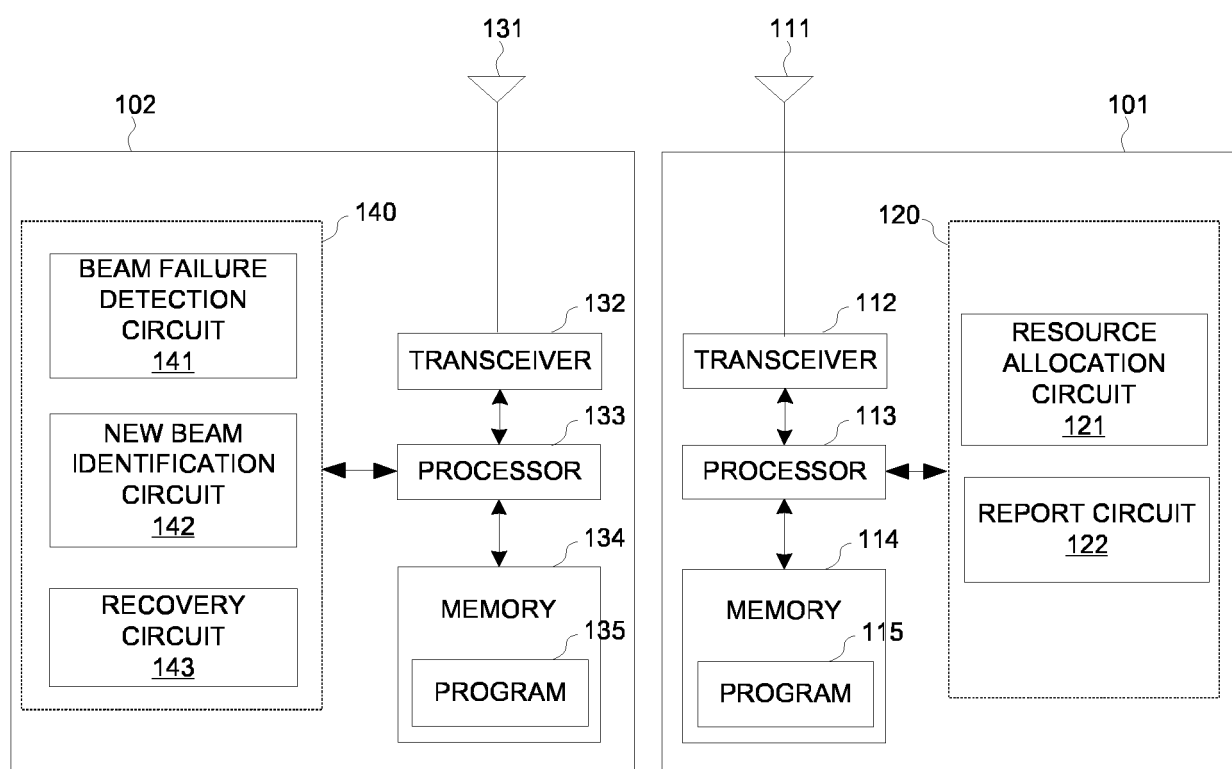 131
111
102
101
140
120
BEAM FAILURE
DETECTION
CIRCUIT
141
NEW BEAM
IDENTIFICATION
CIRCUIT
142
RECOVERY
CIRCUIT
143
132
TRANSCEIVER
133
PROCESSOR
134
MEMORY
135
PROGRAM
112
TRANSCEIVER
113
PROCESSOR
114
MEMORY
115
PROGRAM
RESOURCE
ALLOCATION
CIRCUIT
121
REPORT CIRCUIT
122